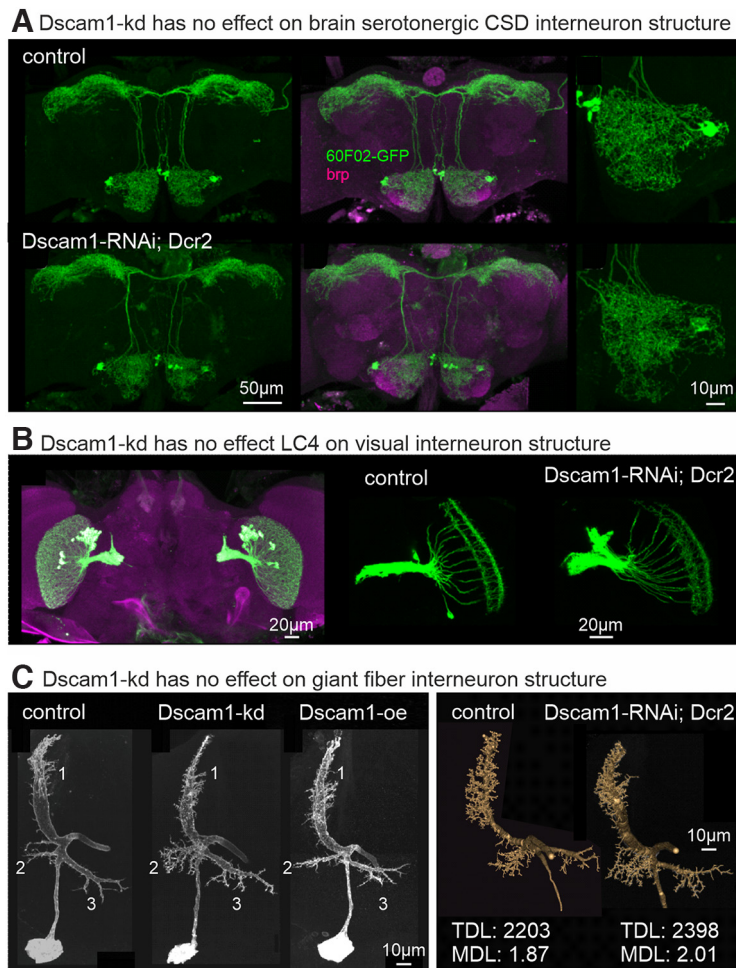 A Dscam1-kd has no effect on brain serotonergic CSD interneuron structure
control
60F02-GFP
brp
Dscam1-RNAi; Dcr2
50µm
10µm
B Dscam1-kd has no effect LC4 on visual interneuron structure
control
Dscam1-RNAi; Dcr2
20µm
20µm
20µm
C Dscam1-kd has no effect on giant fiber interneuron structure
control
Dscam1-kd
Dscam1-oe
control
Dscam1-RNAi; Dcr2
1
1
1
2
2
2
3
3
3
10µm
10µm
TDL: 2203
MDL: 1.87
TDL: 2398
MDL: 2.01